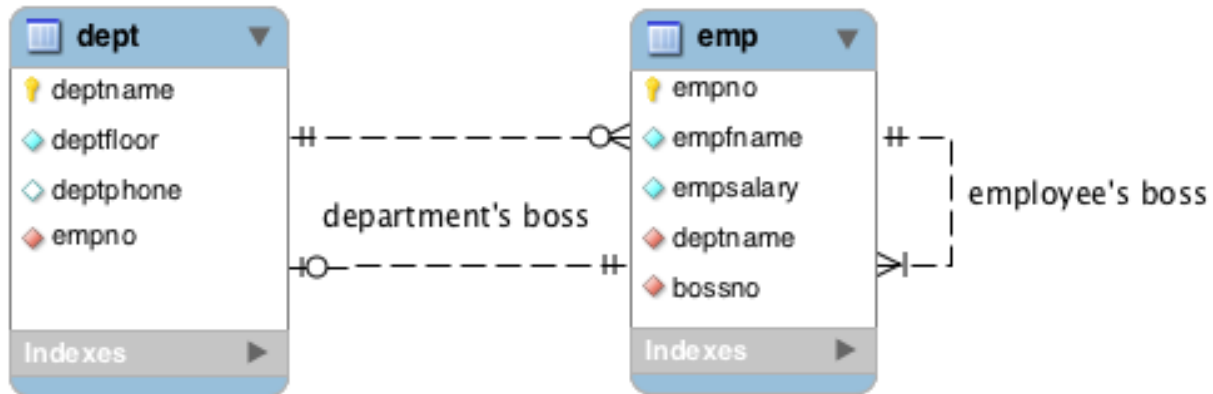 dept
deptname
deptfloor
deptphone
empno
Indexes
department's boss
emp
empno
empfname
empsalary
deptname
bossno
Indexes
employee's boss